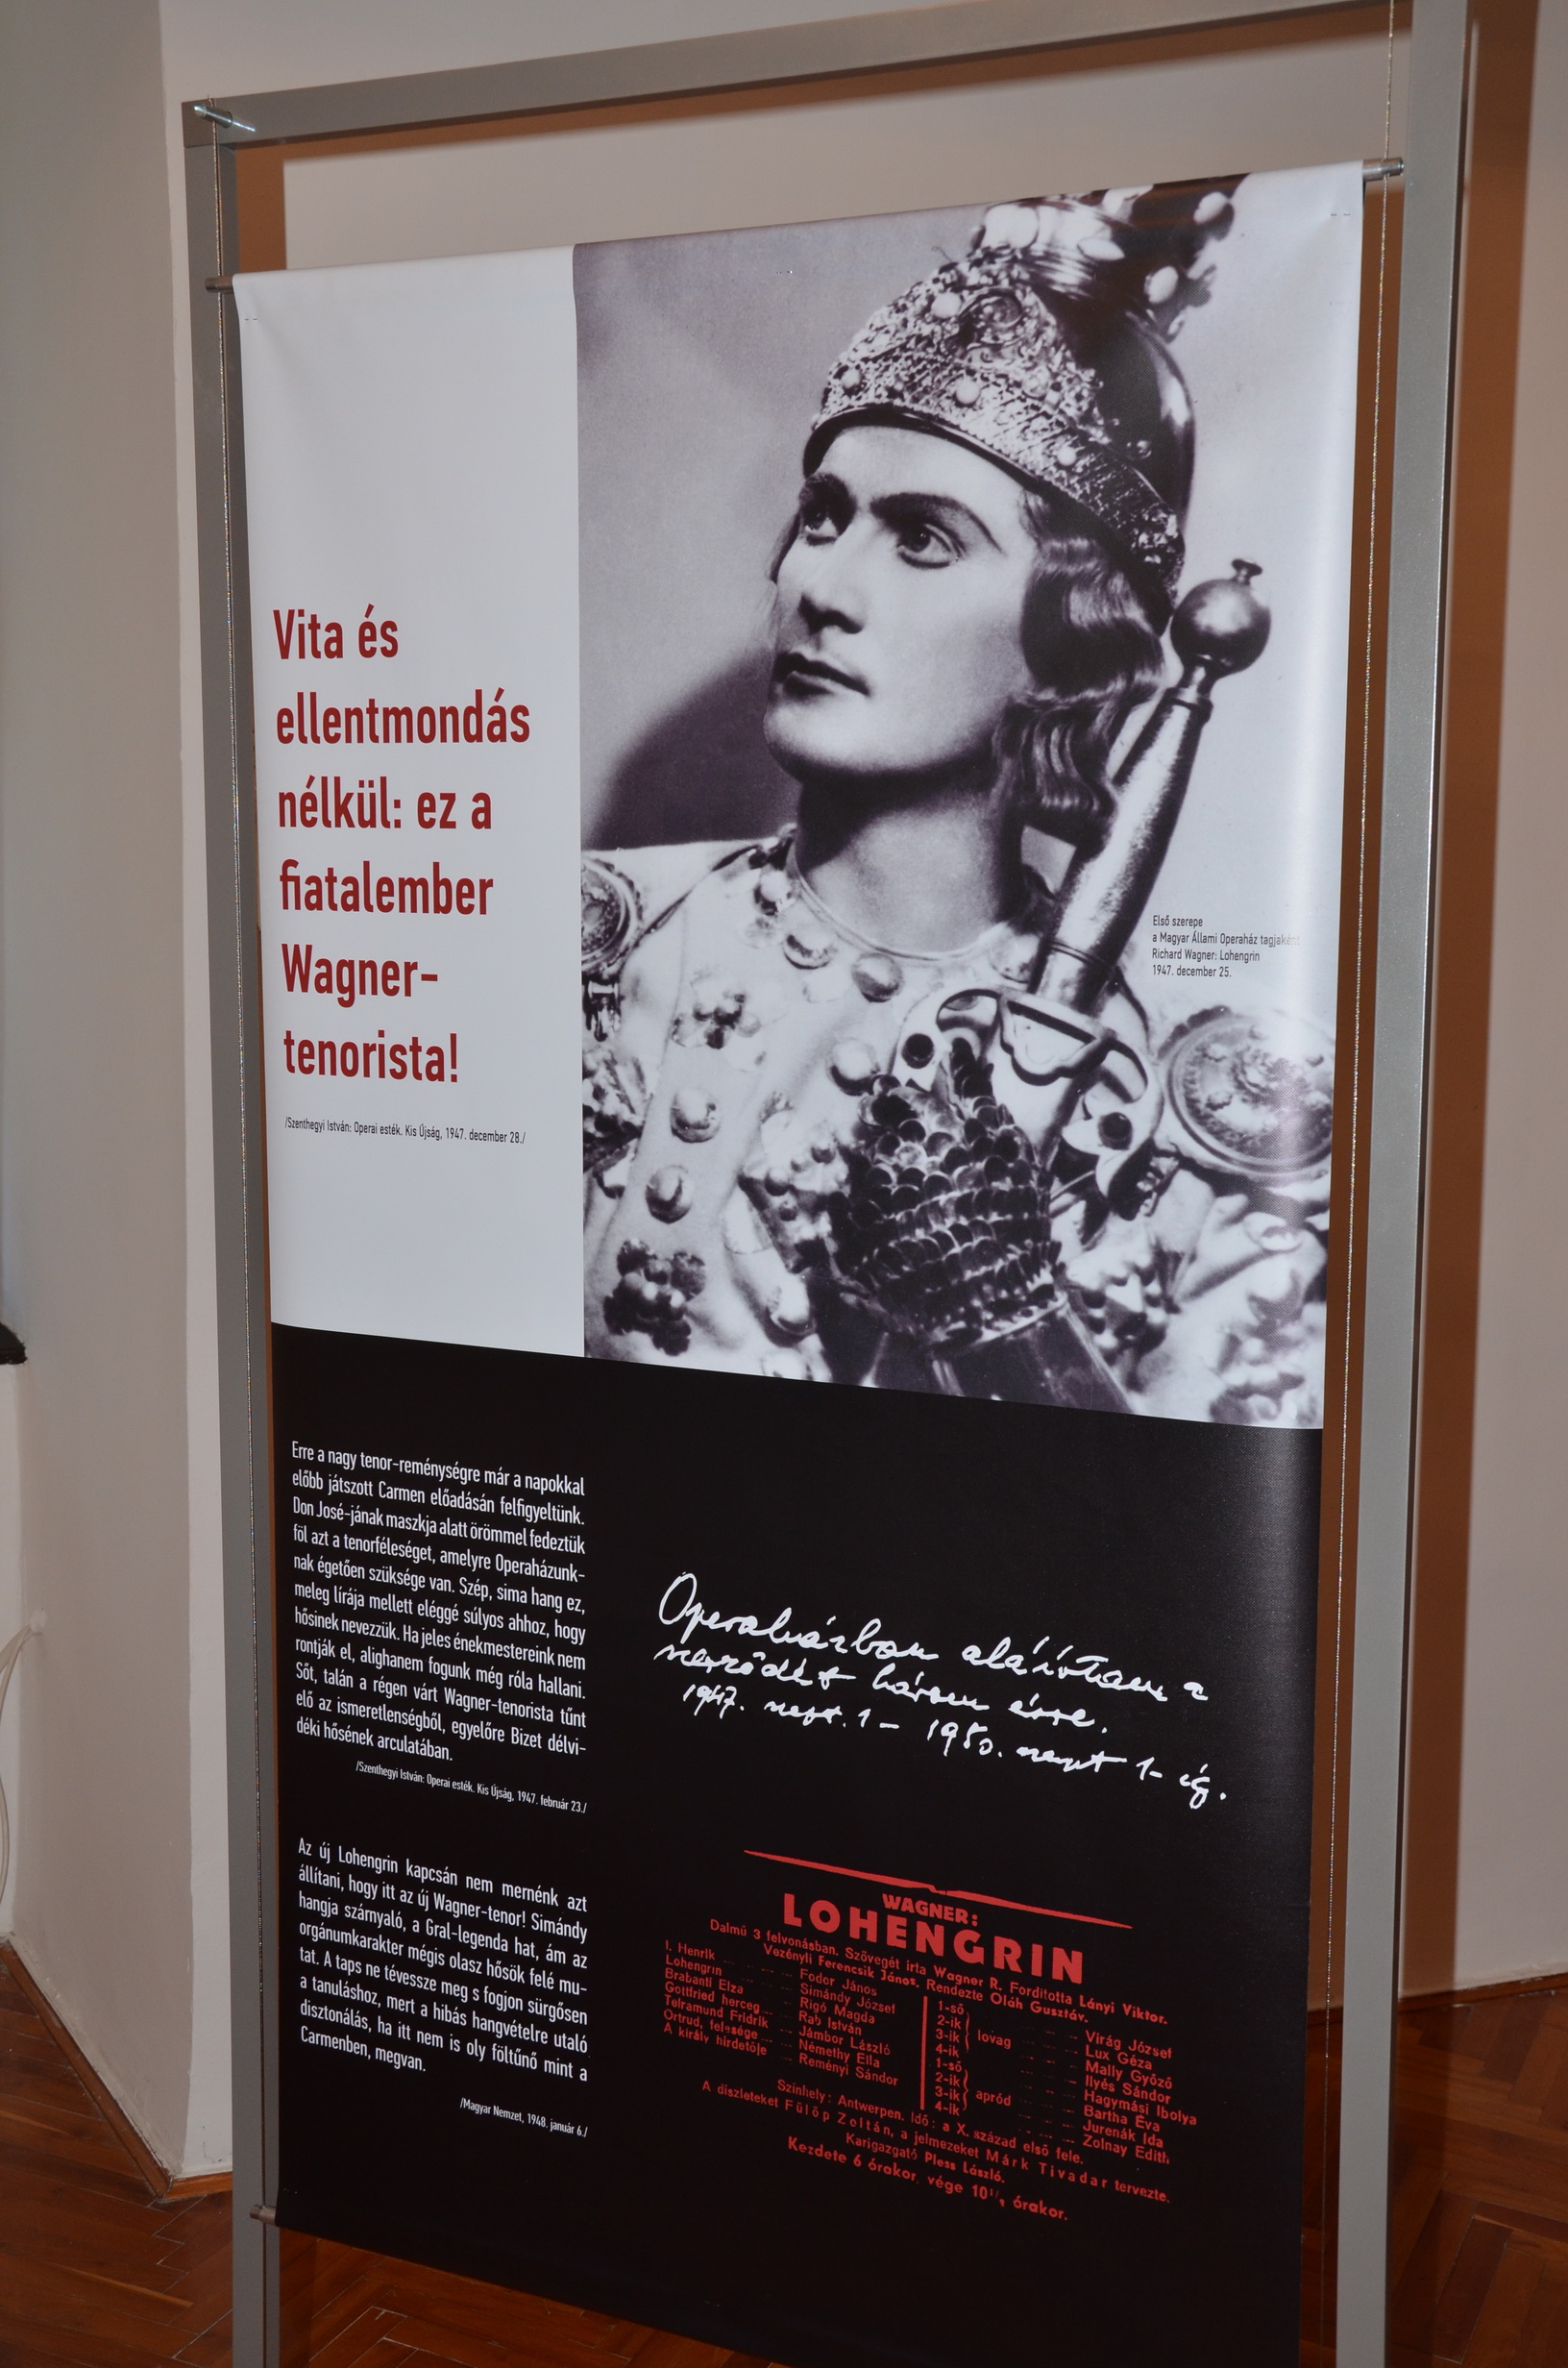 Vita és
ellentmondás
nélkül: ez a
fiatalember
Wagner-
tenorista!
/Szenthegyi István: Operai esték. Kis Újság, 1947. december 28./
Első szerepe
a Magyar Állami Operaház tagjaként
Richard Wagner: Lohengrin
1947. december 25.
Erre a nagy tenor-reménységre már a napokkal
előbb játszott Carmen előadásán felfigyeltünk.
Don José-jának maszkja alatt örömmel fedeztük
föl azt a tenorféleséget, amelyre Operaházunk-
nak égetően szüksége van. Szép, sima hang ez,
meleg lírája mellett eléggé súlyos ahhoz, hogy
hősinek nevezzük. Ha jeles énekmestereink nem
rontják el, alighanem fogunk még róla hallani.
Sőt, talán a régen várt Wagner-tenorista tűnt
elő az ismeretlenségből, egyelőre Bizet délvi-
déki hősének arculatában.
/Szenthegyi István: Operai esték. Kis Újság, 1947. február 23./
Az új Lohengrin kapcsán nem mernénk azt
állítani, hogy itt az új Wagner-tenor! Simándy
hangja szárnyaló, a Gral-legenda hat, ám az
orgánumkarakter mégis olasz hősök felé mu-
tat. A taps ne tévessze meg s fogjon sürgősen
a tanuláshoz, mert a hibás hangvételre utaló
disztonálás, ha itt nem is oly föltűnő mint a
Carmenben, megvan.
/Magyar Nemzet, 1948. január 6./
Operaházban aláírtam a
szerződést három évre.
1947. szept. 1 – 1950. szept 1-ig.
WAGNER:
LOHENGRIN
Dalmű 3 felvonásban. Szövegét írta Wagner R. Fordította Lányi Viktor.
Vezényli Ferencsik János. Rendezte Oláh Gusztáv.
I. Henrik Fodor János
Lohengrin Simándy József
Brabanti Elza Rigó Magda
Gottfried herceg Rab István
Telramund Fridrik Jámbor László
Ortrud, felesége Némethy Ella
A király hirdetője Reményi Sándor
1-ső Virág József
2-ik Lux Géza
3-ik lovag Mally Győző
4-ik Ilyés Sándor
1-ső Hagymási Ibolya
2-ik Bartha Éva
3-ik apród Jurenák Ida
4-ik Zolnay Edith
Színhely: Antwerpen. Idő: a X. század első fele.
A díszleteket Fülöp Zoltán, a jelmezeket Márk Tivadar tervezte.
Karigazgató Pless László.
Kezdete 6 órakor, vége 10½ órakor.